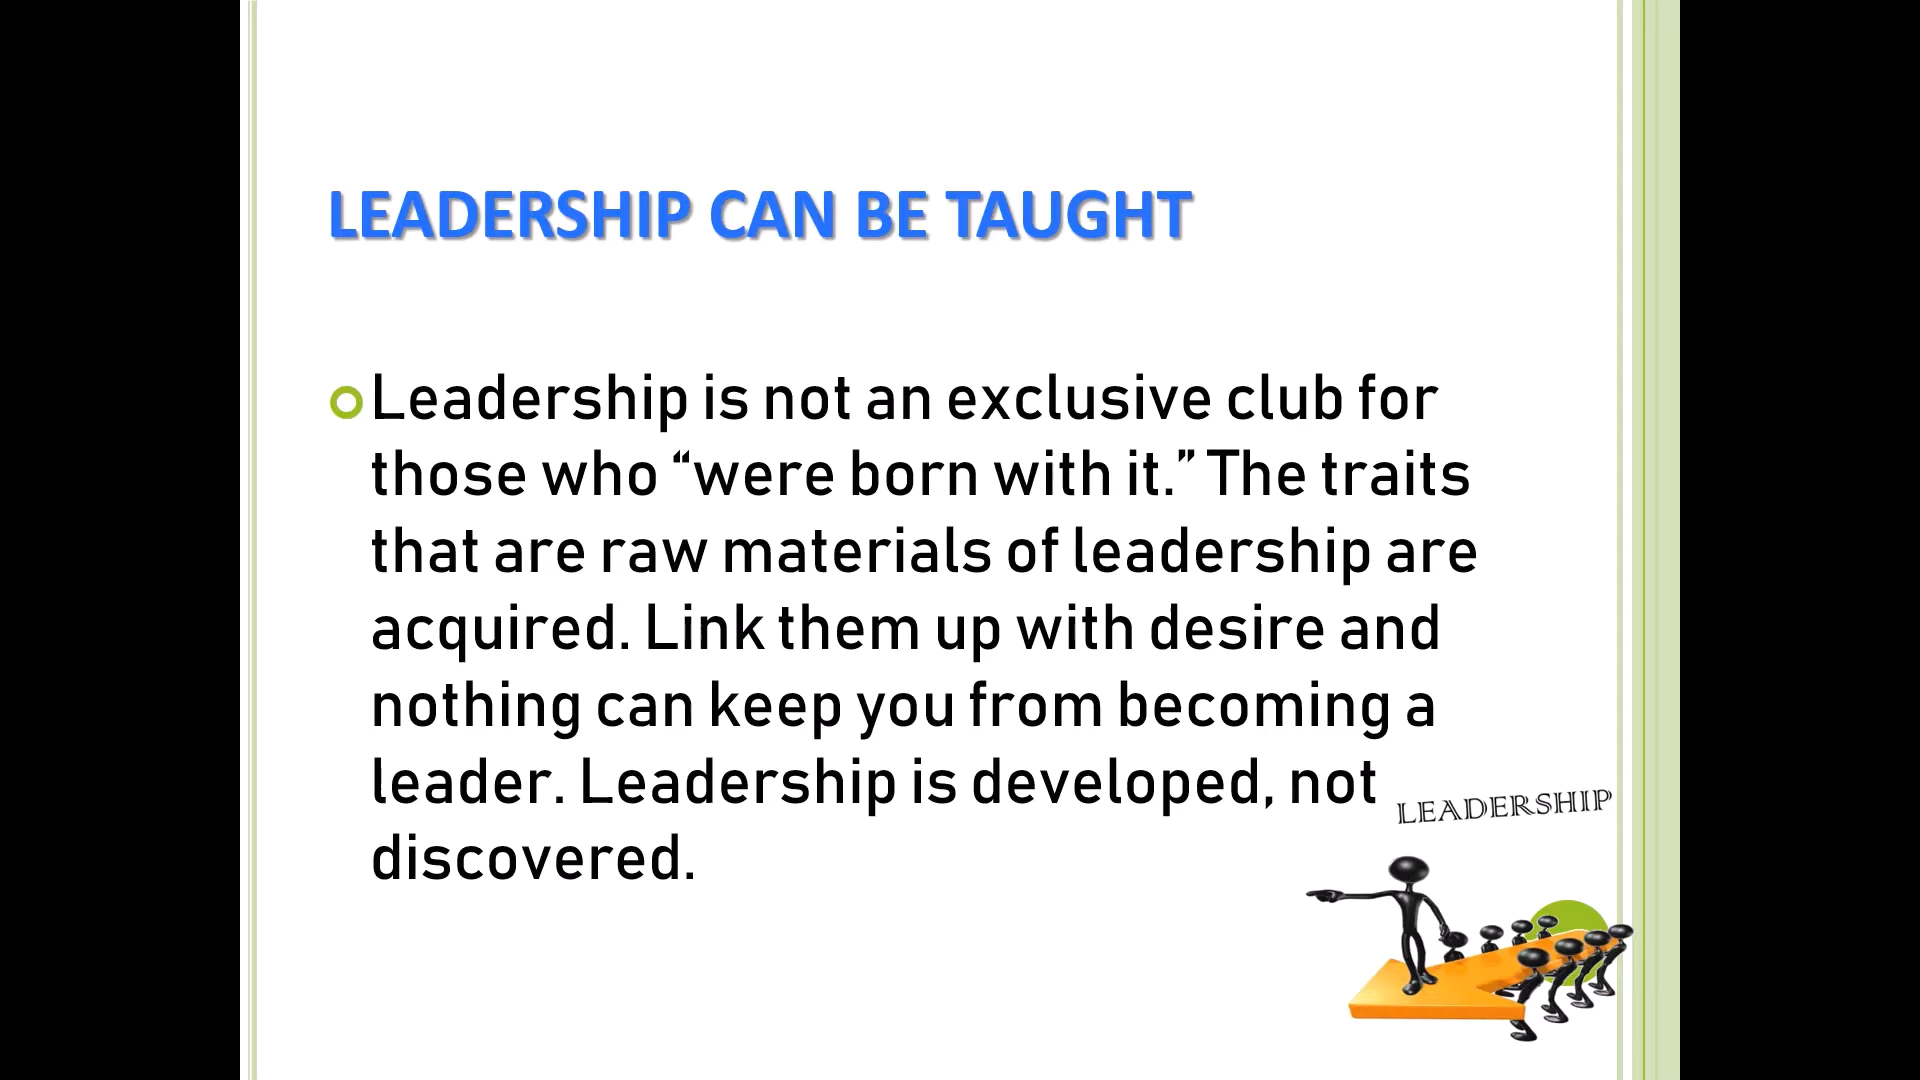 LEADERSHIP CAN BE TAUGHT
Leadership is not an exclusive club for
those who “were born with it.” The traits
that are raw materials of leadership are
acquired. Link them up with desire and
nothing can keep you from becoming a
leader. Leadership is developed, not
discovered.
LEADERSHIP